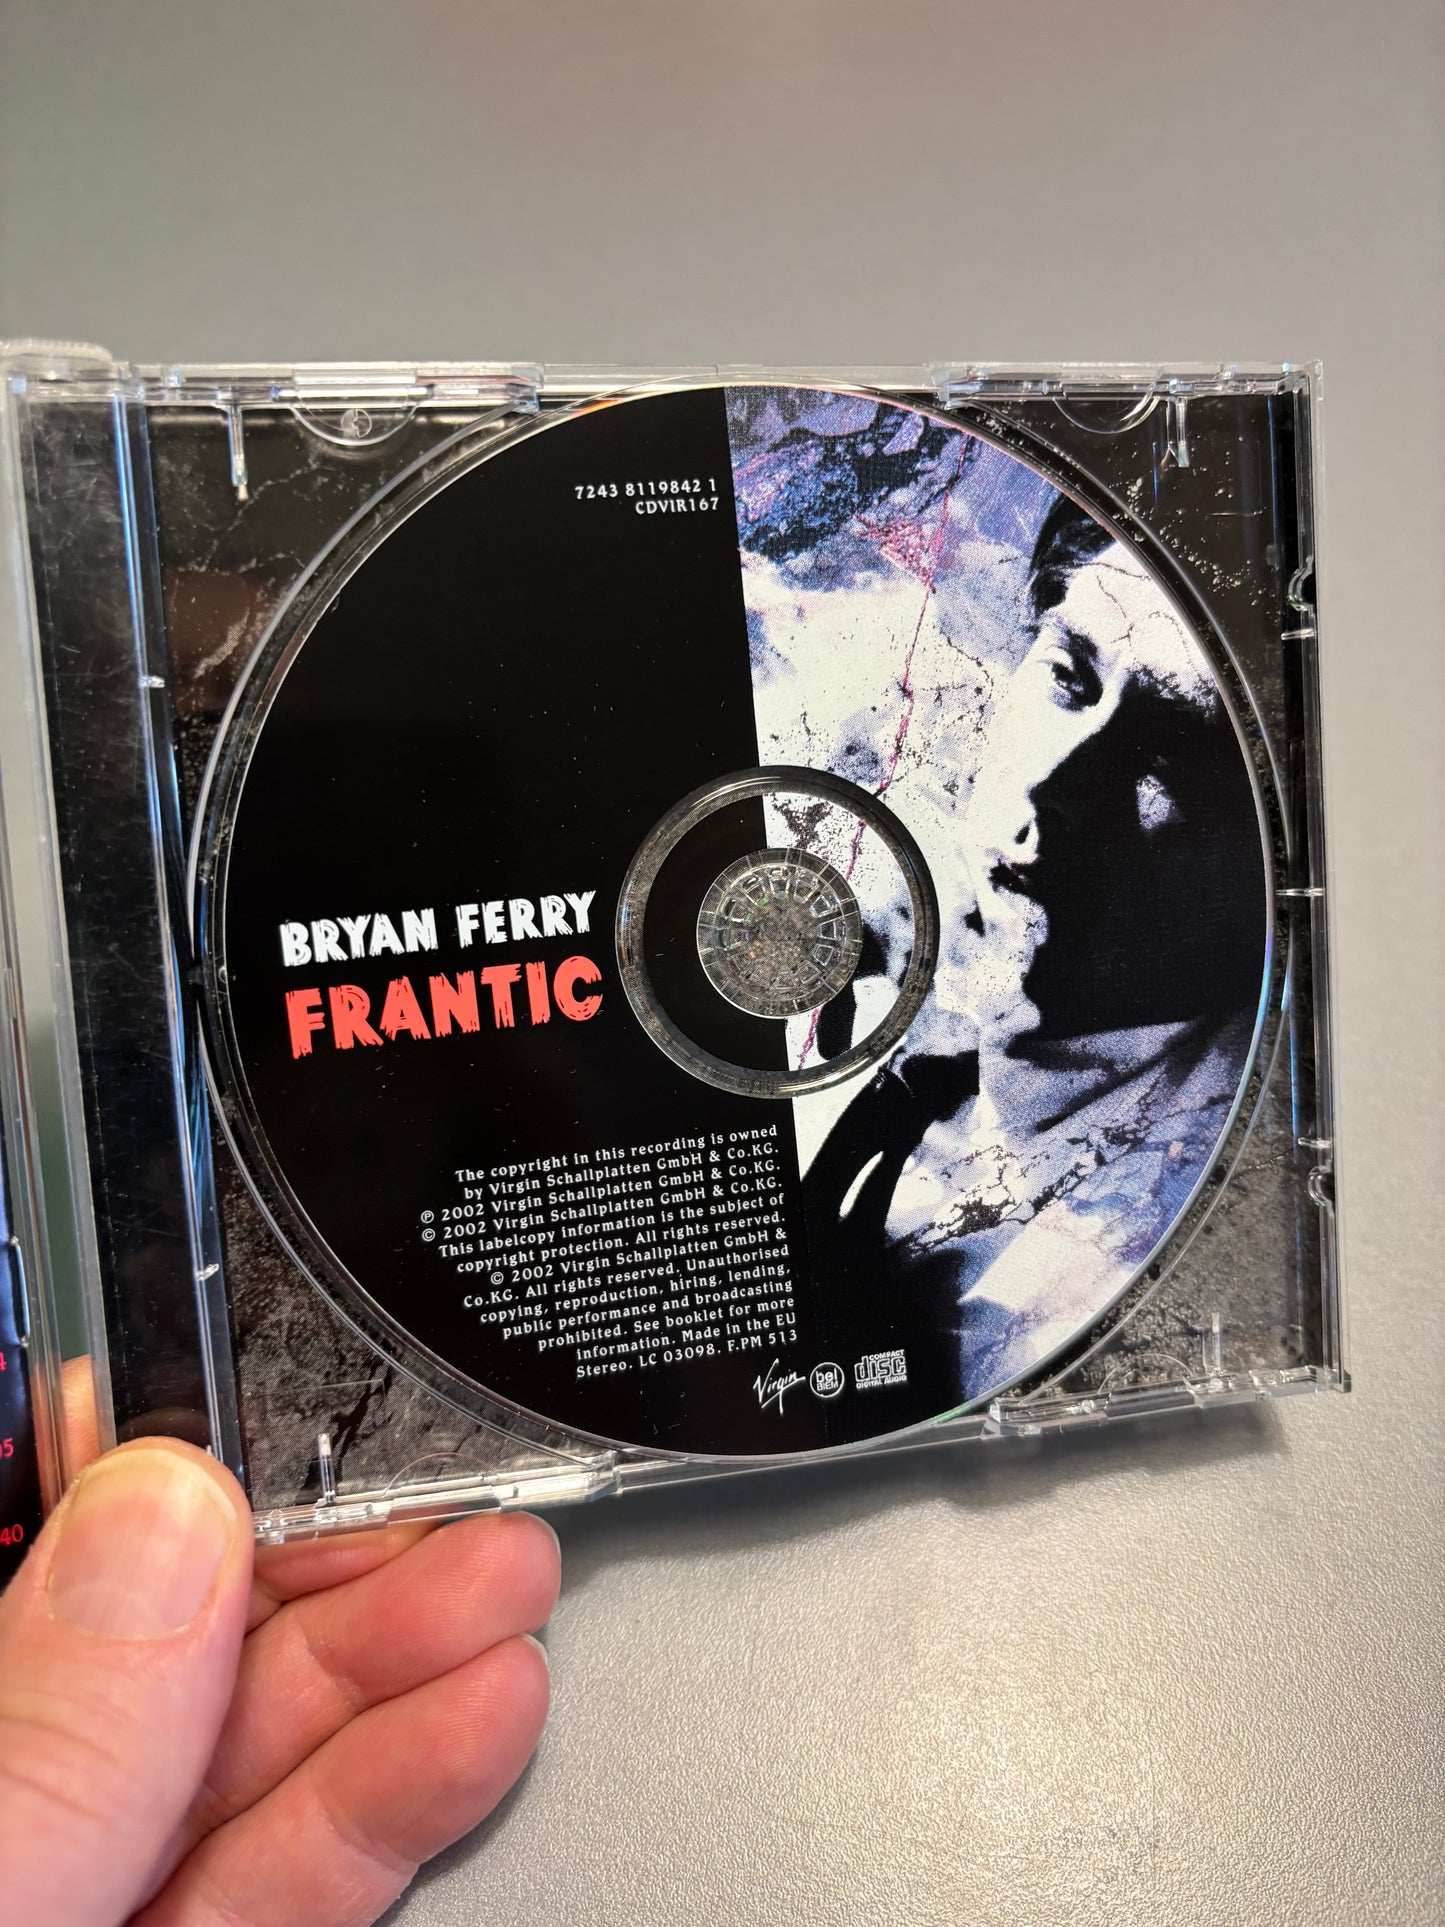 7243 8119842 1
CDVIR167
BRYAN FERRY
FRANTIC
The copyright in this recording is owned
by Virgin Schallplatten GmbH & Co.KG.
℗ 2002 Virgin Schallplatten GmbH & Co.KG.
© 2002 Virgin Schallplatten GmbH & Co.KG.
This labelcopy information is the subject of
copyright protection. All rights reserved.
© 2002 Virgin Schallplatten GmbH &
Co.KG. All rights reserved. Unauthorised
copying, reproduction, hiring, lending,
public performance and broadcasting
prohibited. See booklet for more
information. Made in the EU
Stereo. LC 03098. F.PM 513
Virgin
bel
BIEM
COMPACT
disc
DIGITAL AUDIO
4
05
40